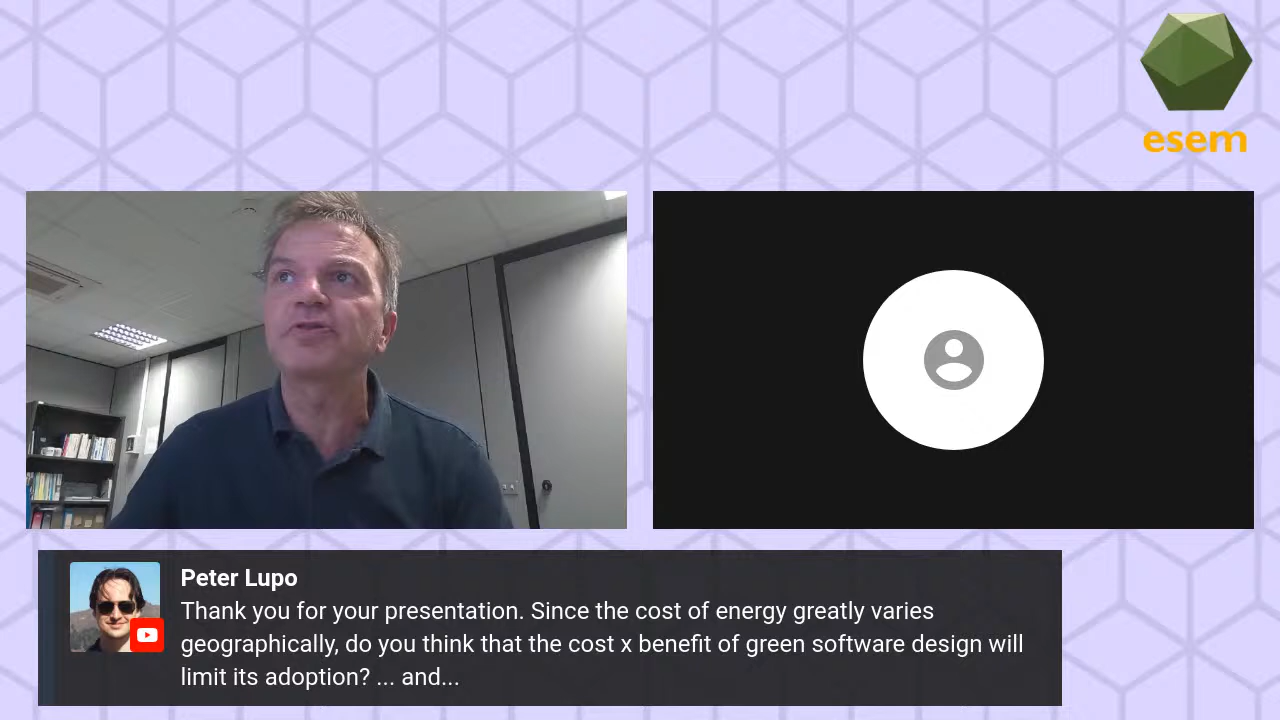 esem
Peter Lupo
Thank you for your presentation. Since the cost of energy greatly varies
geographically, do you think that the cost x benefit of green software design will
limit its adoption? ... and...